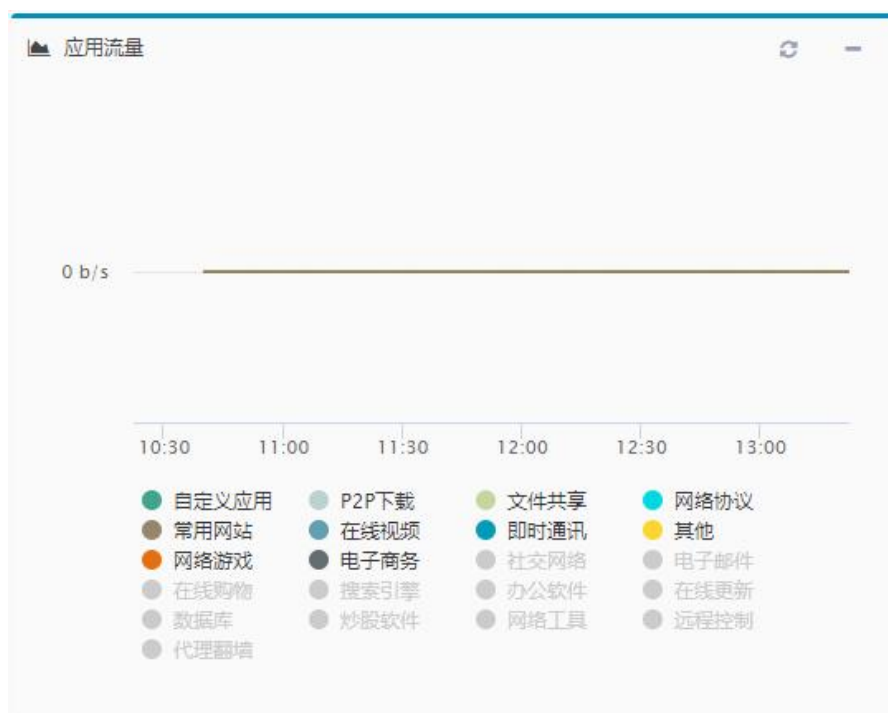 应用流量
0 b/s
10:30 11:00 11:30 12:00 12:30 13:00
自定义应用 P2P下载 文件共享 网络协议
常用网站 在线视频 即时通讯 其他
网络游戏 电子商务 社交网络 电子邮件
在线购物 搜索引擎 办公软件 在线更新
数据库 炒股软件 网络工具 远程控制
代理翻墙